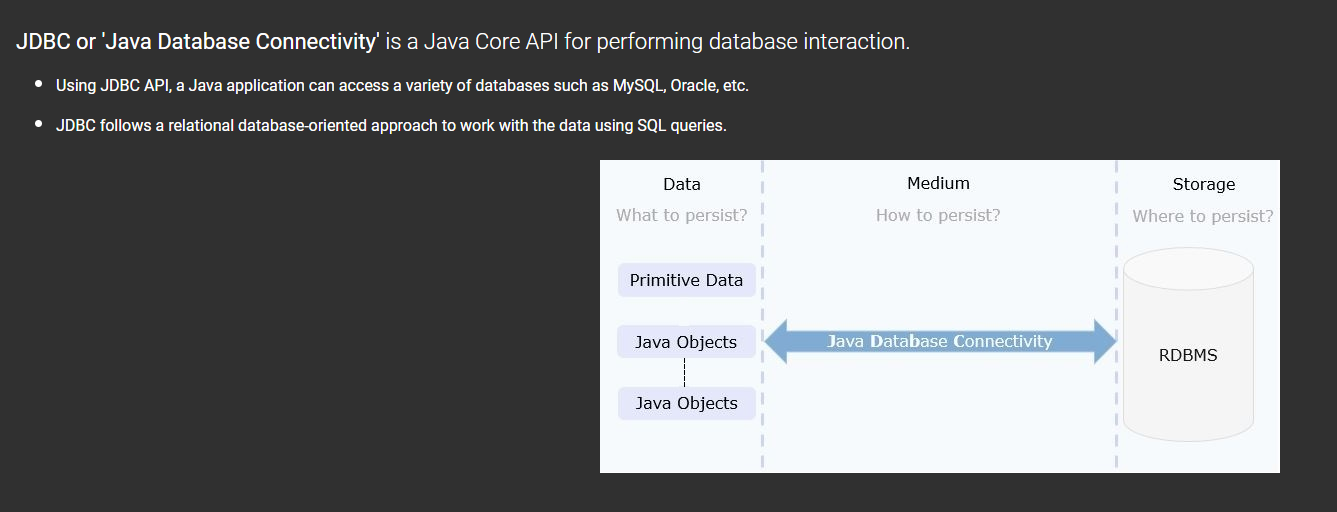 JDBC or 'Java Database Connectivity' is a Java Core API for performing database interaction.
• Using JDBC API, a Java application can access a variety of databases such as MySQL, Oracle, etc.
• JDBC follows a relational database-oriented approach to work with the data using SQL queries.
Data
What to persist?
Primitive Data
Java Objects
Java Objects
Medium
How to persist?
Java Database Connectivity
Storage
Where to persist?
RDBMS